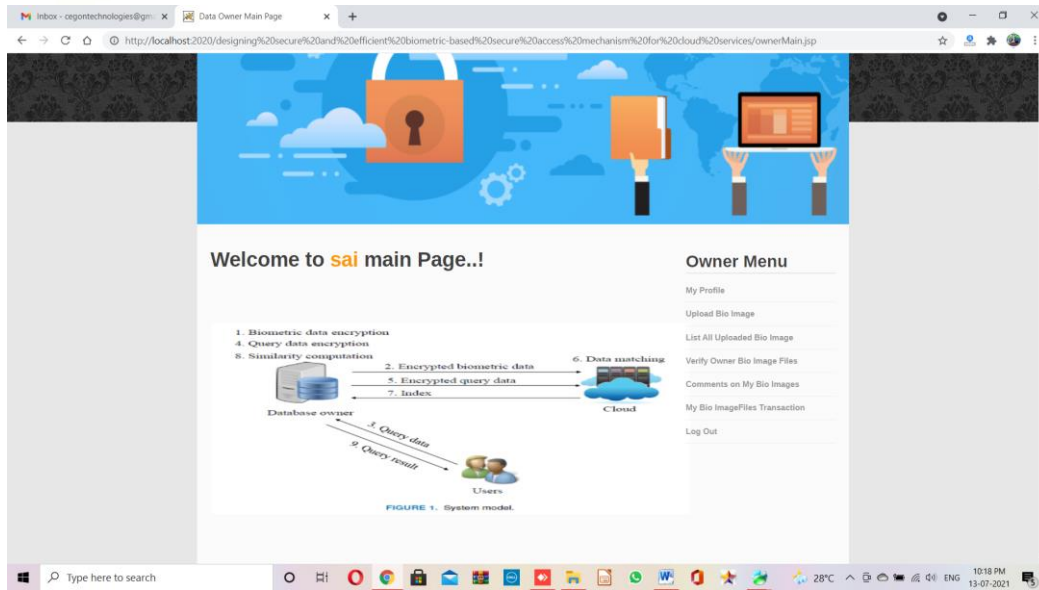 Inbox - cegontechnologies@gm
Data Owner Main Page
http://localhost:2020/designing%20secure%20and%20efficient%20biometric-based%20secure%20access%20mechanism%20for%20cloud%20services/ownerMain.jsp
Welcome to sai main Page..!
1. Biometric data encryption
4. Query data encryption
8. Similarity computation
2. Encrypted biometric data
5. Encrypted query data
7. Index
6. Data matching
Database owner
Cloud
3. Query data
9. Query result
Users
FIGURE 1. System model.
Owner Menu
My Profile
Upload Bio Image
List All Uploaded Bio Image
Verify Owner Bio Image Files
Comments on My Bio Images
My Bio ImageFiles Transaction
Log Out
Type here to search
28°C
ENG
10:18 PM
13-07-2021